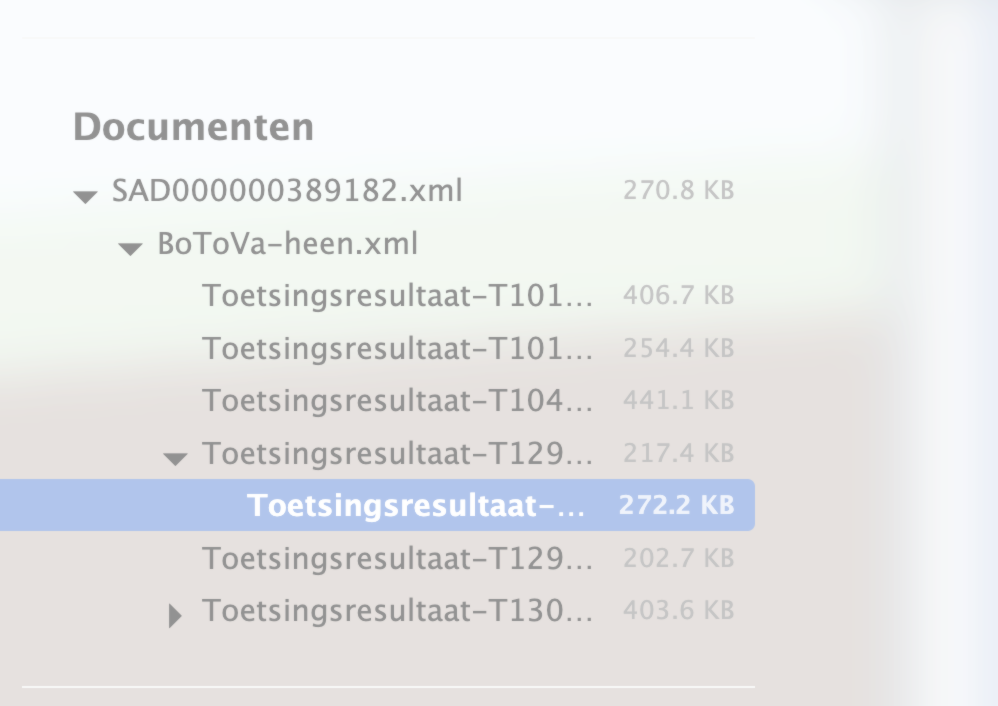 Documenten
SAD000000389182.xml 270.8 KB
BoToVa-heen.xml
Toetsingsresultaat-T101... 406.7 KB
Toetsingsresultaat-T101... 254.4 KB
Toetsingsresultaat-T104... 441.1 KB
Toetsingsresultaat-T129... 217.4 KB
Toetsingsresultaat-... 272.2 KB
Toetsingsresultaat-T129... 202.7 KB
Toetsingsresultaat-T130... 403.6 KB